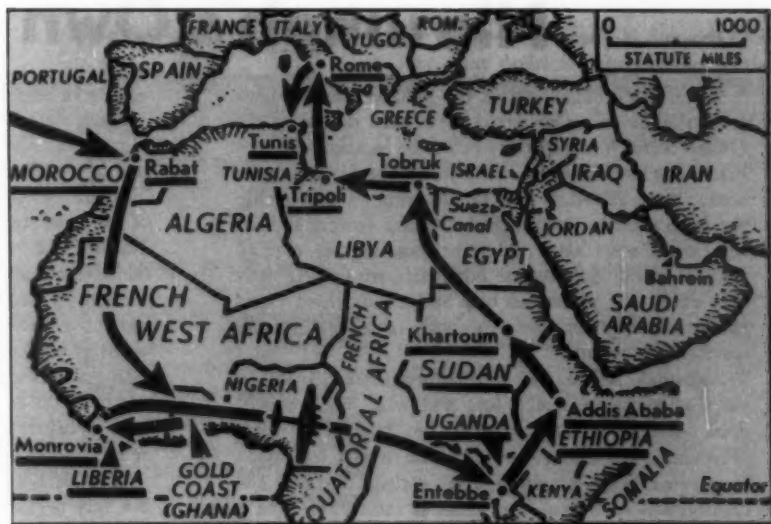 FRANCE
ITALY
YUGO.
ROM.
0 1000
STATUTE MILES
PORTUGAL
SPAIN
Rome
GREECE
TURKEY
Tunis
SYRIA
MOROCCO
Rabat
TUNISIA
Tobruk
ISRAEL
IRAQ
IRAN
Tripoli
ALGERIA
LIBYA
Suez
Canal
JORDAN
EGYPT
Bahrein
SAUDI
ARABIA
FRENCH
WEST AFRICA
FRENCH
EQUATORIAL AFRICA
Khartoum
SUDAN
NIGERIA
UGANDA
Addis Ababa
ETHIOPIA
Monrovia
LIBERIA
GOLD
COAST
(GHANA)
Entebbe
KENYA
SOMALIA
Equator